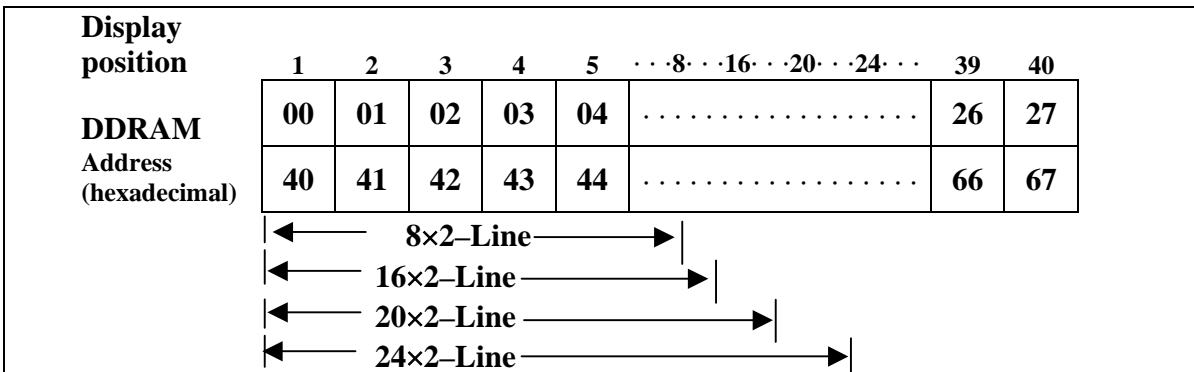 Display
position 1 2 3 4 5 · · ·8· · ·16· · ·20· · ·24· · · 39 40
DDRAM 00 01 02 03 04 · · · · · · · · · · · · · · · · · · 26 27
Address
(hexadecimal) 40 41 42 43 44 · · · · · · · · · · · · · · · · · · 66 67
8×2–Line
16×2–Line
20×2–Line
24×2–Line